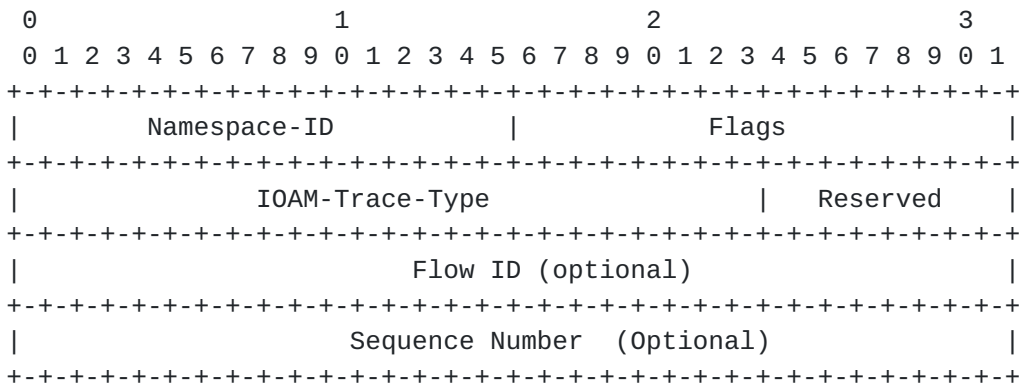 0                   1                   2                   3
 0 1 2 3 4 5 6 7 8 9 0 1 2 3 4 5 6 7 8 9 0 1 2 3 4 5 6 7 8 9 0 1
+-+-+-+-+-+-+-+-+-+-+-+-+-+-+-+-+-+-+-+-+-+-+-+-+-+-+-+-+-+-+-+-+
|        Namespace-ID           |            Flags              |
+-+-+-+-+-+-+-+-+-+-+-+-+-+-+-+-+-+-+-+-+-+-+-+-+-+-+-+-+-+-+-+-+
|               IOAM-Trace-Type                 |   Reserved    |
+-+-+-+-+-+-+-+-+-+-+-+-+-+-+-+-+-+-+-+-+-+-+-+-+-+-+-+-+-+-+-+-+
|                         Flow ID (optional)                    |
+-+-+-+-+-+-+-+-+-+-+-+-+-+-+-+-+-+-+-+-+-+-+-+-+-+-+-+-+-+-+-+-+
|                     Sequence Number  (Optional)               |
+-+-+-+-+-+-+-+-+-+-+-+-+-+-+-+-+-+-+-+-+-+-+-+-+-+-+-+-+-+-+-+-+